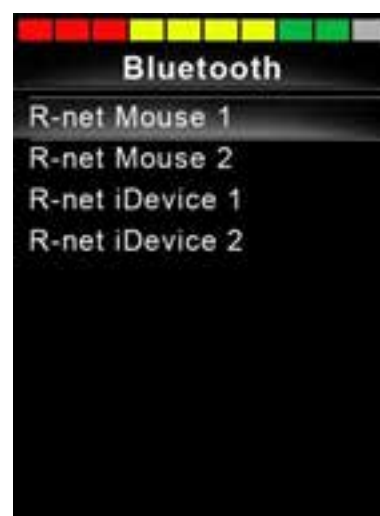 Bluetooth
R-net Mouse 1
R-net Mouse 2
R-net iDevice 1
R-net iDevice 2